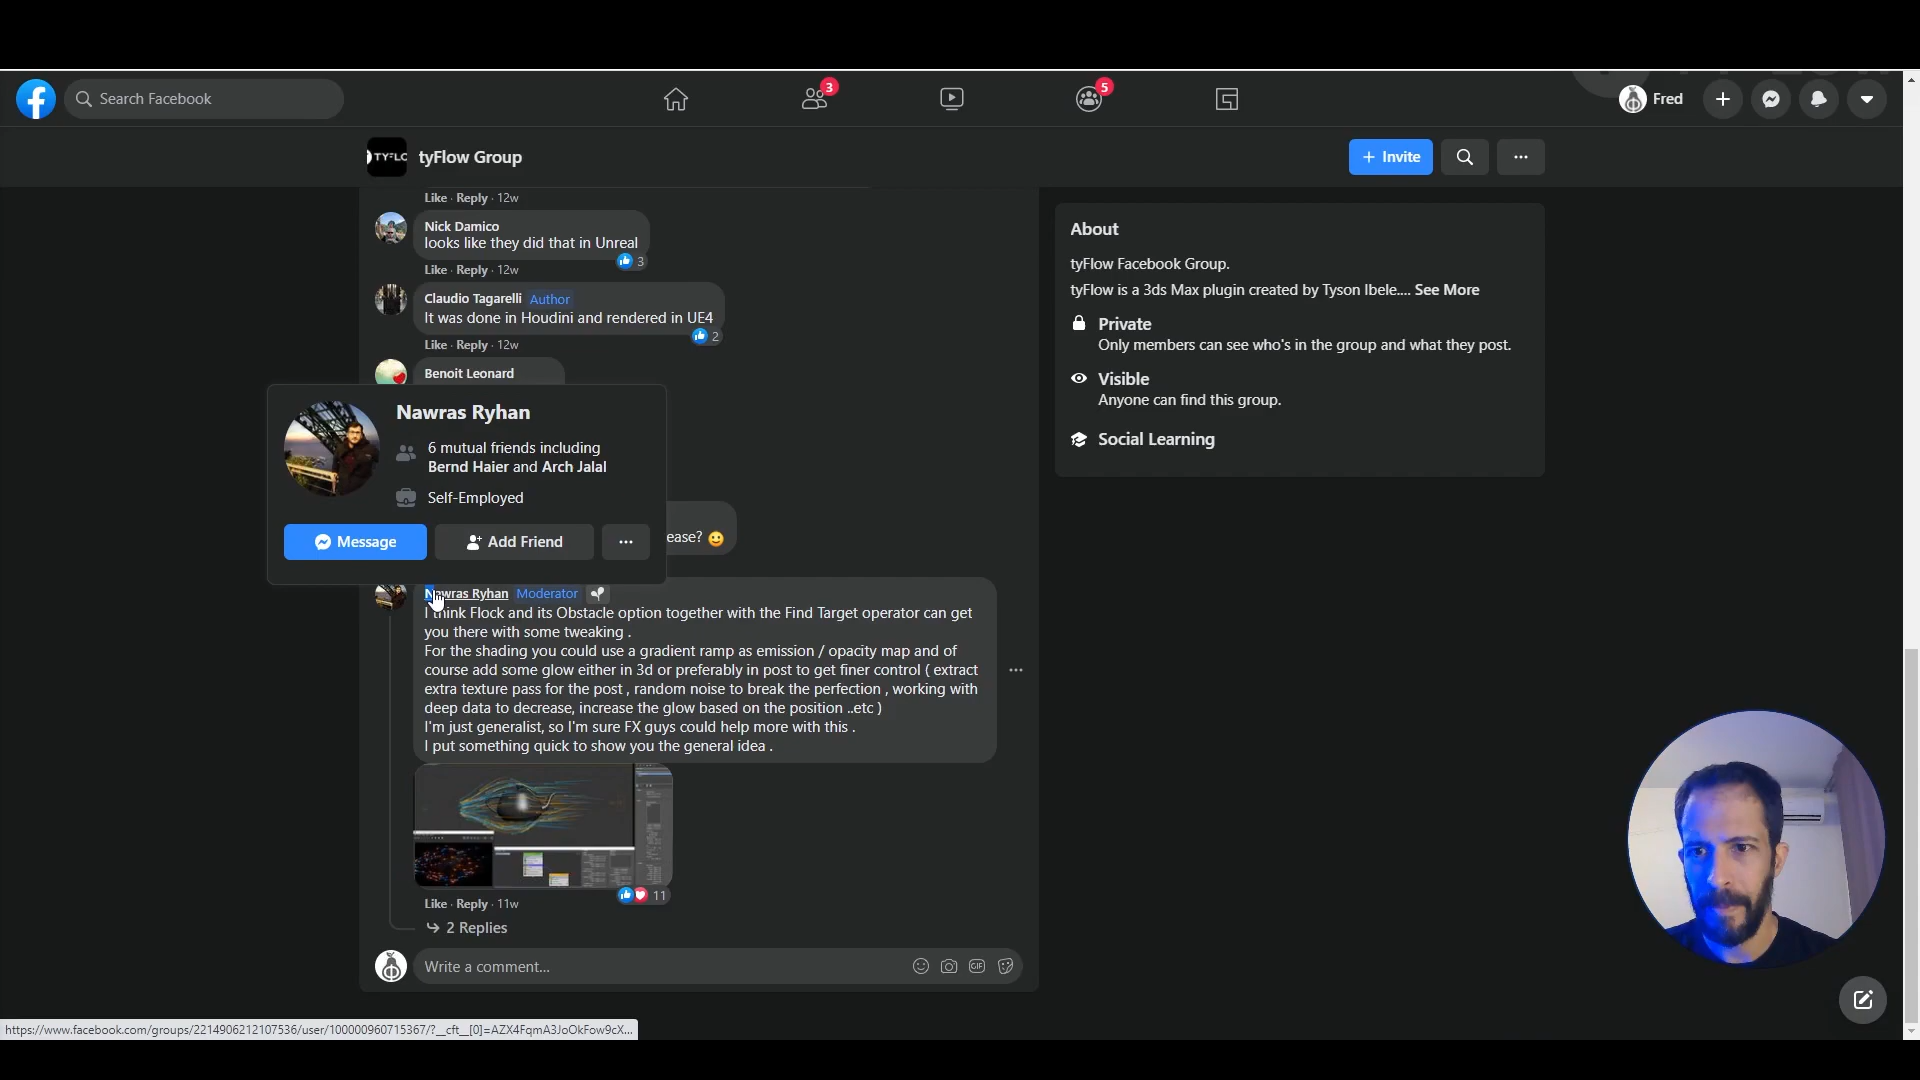 Search Facebook
3
5
Fred
TYFLO
tyFlow Group
+ Invite
Like · Reply · 12w
Nick Damico
looks like they did that in Unreal
3
Like · Reply · 12w
Claudio Tagarelli Author
It was done in Houdini and rendered in UE4
2
Like · Reply · 12w
Benoit Leonard
Nawras Ryhan
6 mutual friends including
Bernd Haier and Arch Jalal
Self-Employed
Message
Add Friend
ease?
Nawras Ryhan Moderator
I think Flock and its Obstacle option together with the Find Target operator can get
you there with some tweaking .
For the shading you could use a gradient ramp as emission / opacity map and of
course add some glow either in 3d or preferably in post to get finer control ( extract
extra texture pass for the post , random noise to break the perfection , working with
deep data to decrease, increase the glow based on the position ..etc )
I'm just generalist, so I'm sure FX guys could help more with this .
I put something quick to show you the general idea .
11
Like · Reply · 11w
2 Replies
Write a comment...
GIF
About
tyFlow Facebook Group.
tyFlow is a 3ds Max plugin created by Tyson Ibele.... See More
Private
Only members can see who's in the group and what they post.
Visible
Anyone can find this group.
Social Learning
https://www.facebook.com/groups/2214906212107536/user/100000960715367/?__cft__[0]=AZX4FqmA3JoOkFow9cX...